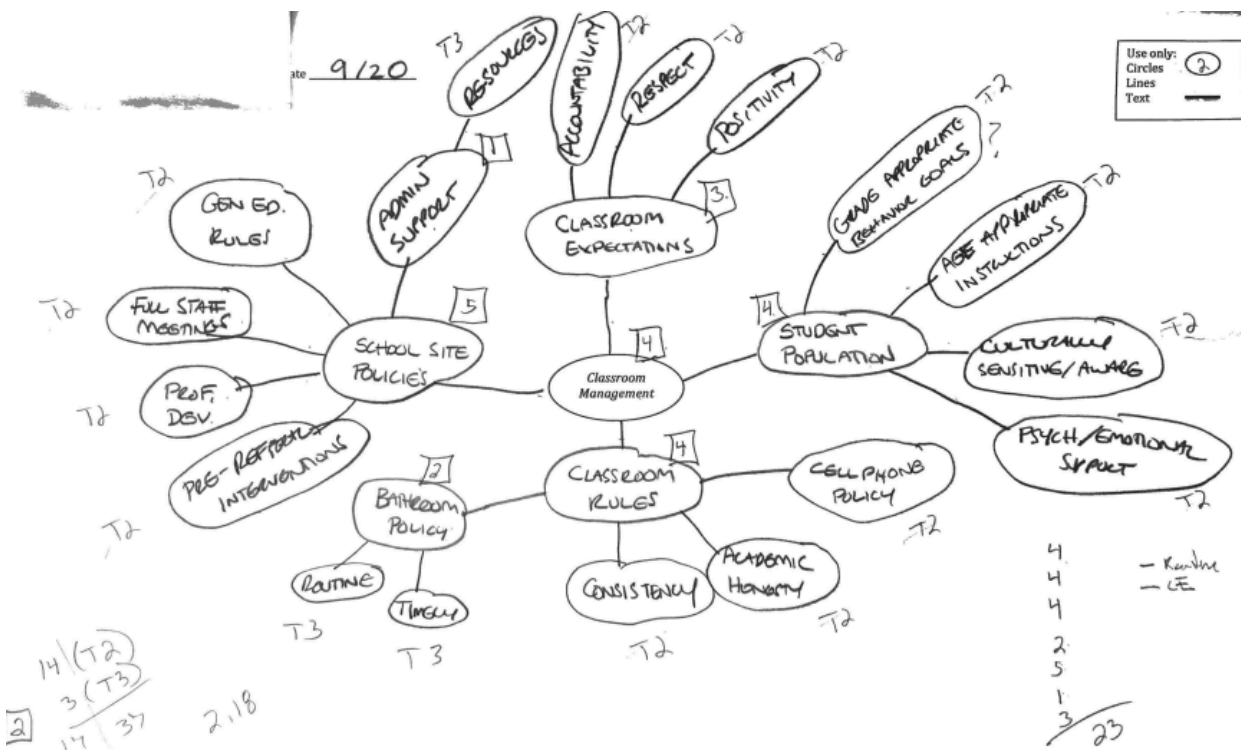 ate 9/20
Use only:
Circles 2
Lines
Text
T3
RESOURCES
T2
ACCOUNTABILITY
T2
RESPECT
T2
POSITIVITY
1
ADMIN
SUPPORT
3.
CLASSROOM
EXPECTATIONS
T2
GRADE APPROPRIATE
BEHAVIOR GOALS ?
T2
AGE APPROPRIATE
INSTRUCTIONS
T2
GEN ED.
RULES
T2
FULL STAFF
MEETINGS
5
SCHOOL SITE
POLICIES
4
Classroom
Management
4.
STUDENT
POPULATION
T2
CULTURALLY
SENSITIVE/AWARE
T2
PROF.
DEV.
T2
PRE-REFERRAL
INTERVENTIONS
PSYCH/EMOTIONAL
SUPPORT
T2
2
BATHROOM
POLICY
4
CLASSROOM
RULES
CELL PHONE
POLICY
T2
ROUTINE
T3
TIMELY
T3
CONSISTENCY
T2
ACADEMIC
HONESTY
T2
4
4
4
2
5
1
3
23
14 (T2)
3 (T3)
17 37
2.18
2